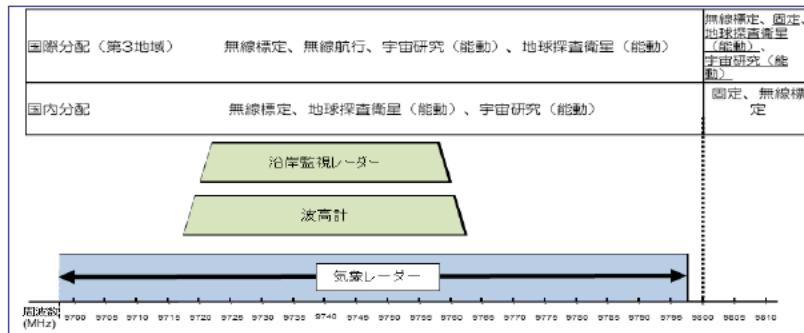 国際分配（第3地域）
無線標定、無線航行、宇宙研究（能動）、地球探査衛星（能動）
無線標定、固定、
地球探査衛星
（能動）、
宇宙研究（能
動）
国内分配
無線標定、地球探査衛星（能動）、宇宙研究（能動）
固定、無線標
定
沿岸監視レーダー
波高計
気象レーダー
周波数
(MHz)
9700 9705 9710 9715 9720 9725 9730 9735 9740 9745 9750 9755 9760 9765 9770 9775 9780 9785 9790 9795 9800 9805 9810